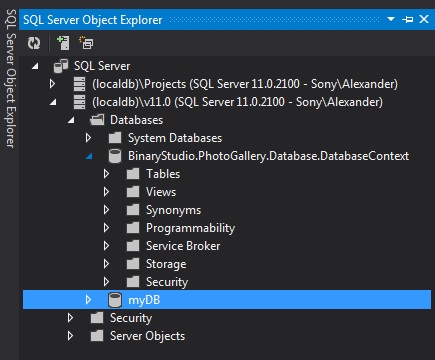 SQL Server Object Explorer
SQL Server Object Explorer
SQL Server
(localdb)\Projects (SQL Server 11.0.2100 - Sony\Alexander)
(localdb)\v11.0 (SQL Server 11.0.2100 - Sony\Alexander)
Databases
System Databases
BinaryStudio.PhotoGallery.Database.DatabaseContext
Tables
Views
Synonyms
Programmability
Service Broker
Storage
Security
myDB
Security
Server Objects